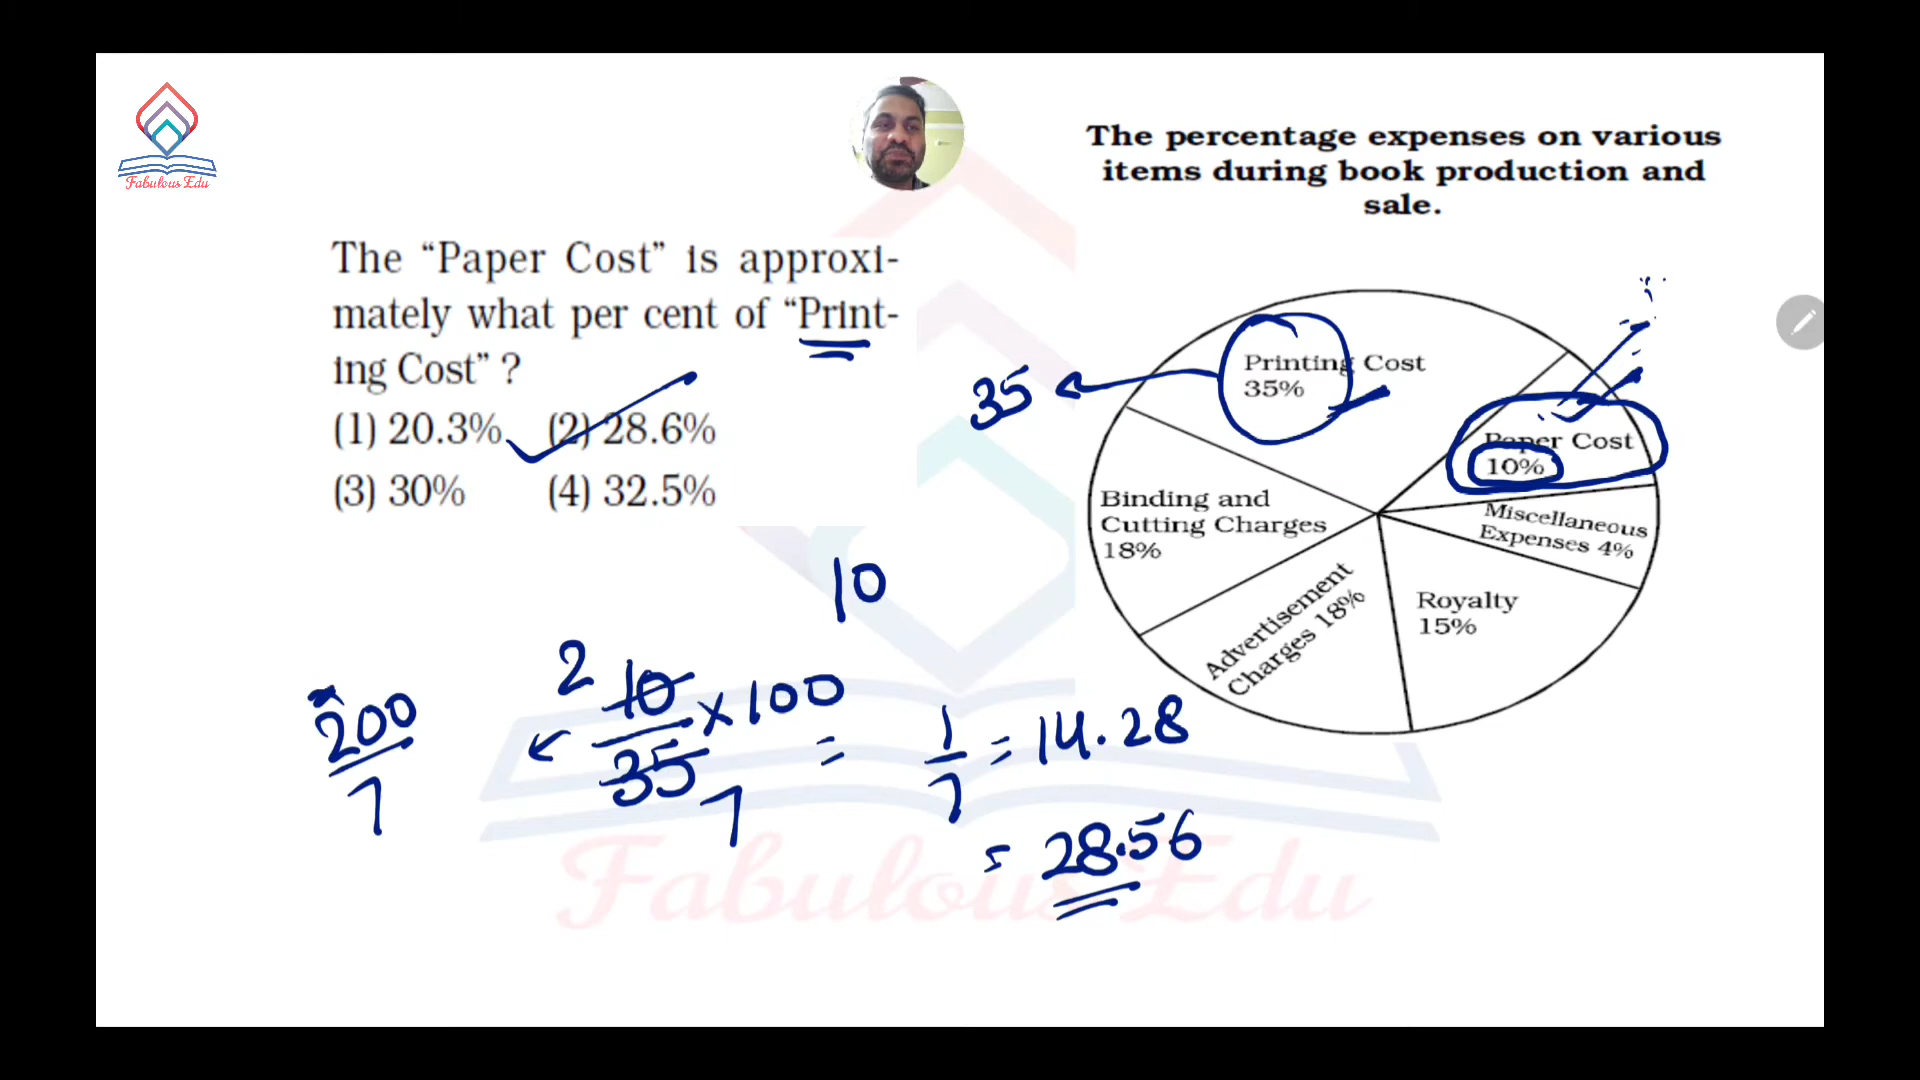 Fabulous Edu
The percentage expenses on various
items during book production and
sale.
The “Paper Cost” is approxi-
mately what per cent of “Print-
ing Cost” ?
(1) 20.3% (2) 28.6%
(3) 30% (4) 32.5%
Printing Cost
35%
35
Paper Cost
10%
Binding and
Cutting Charges
18%
Miscellaneous
Expenses 4%
Advertisement
Charges 18%
Royalty
15%
10
2
10
35
7
× 100
=
200
7
1
7
= 14.28
= 28.56
Fabulous Edu